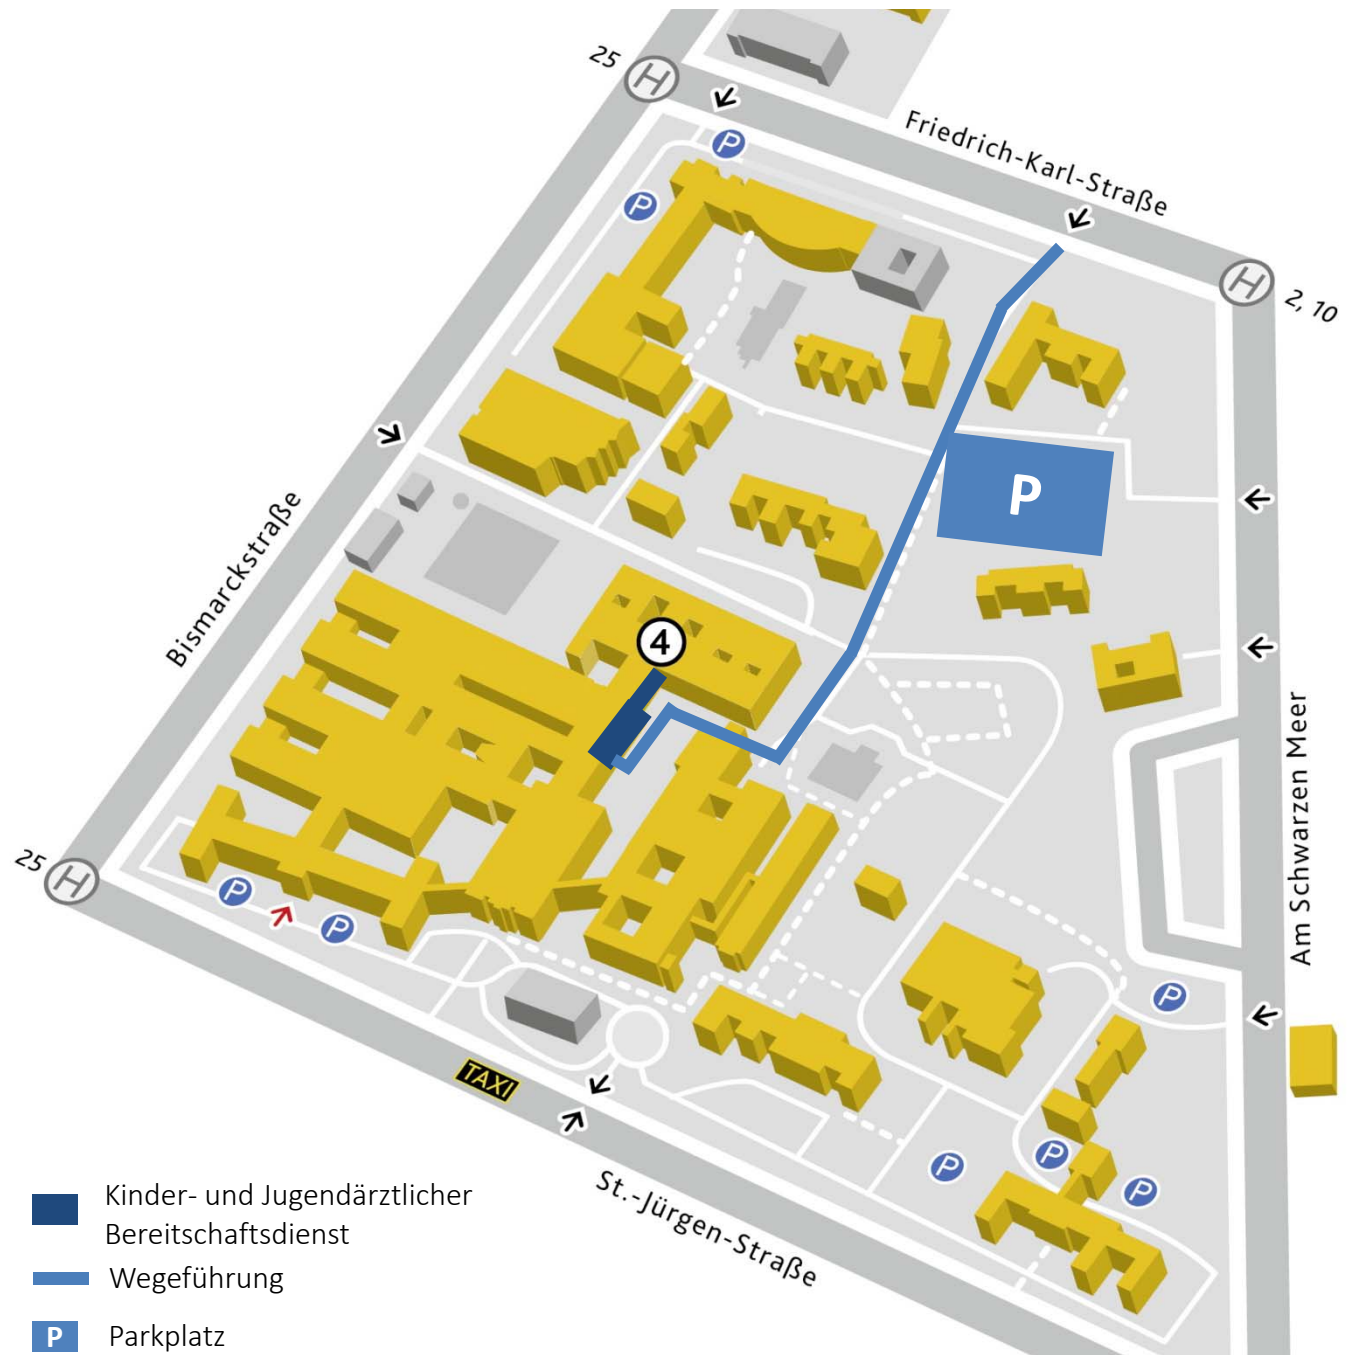 25
H
Friedrich-Karl-Straße
P
P
H
2, 10
P
Bismarckstraße
4
Am Schwarzen Meer
25
H
P
P
P
TAXI
P
P
P
St.-Jürgen-Straße
Kinder- und Jugendärztlicher
Bereitschaftsdienst
Wegeführung
P Parkplatz